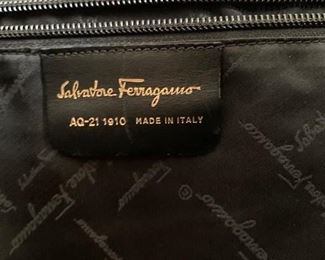 Salvatore Ferragamo
AQ-21 1910 MADE IN ITALY